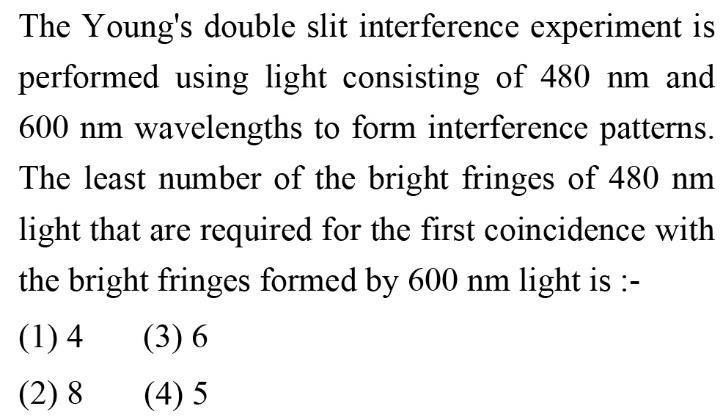 The Young's double slit interference experiment is
performed using light consisting of 480 nm and
600 nm wavelengths to form interference patterns.
The least number of the bright fringes of 480 nm
light that are required for the first coincidence with
the bright fringes formed by 600 nm light is :-
(1) 4 (3) 6
(2) 8 (4) 5